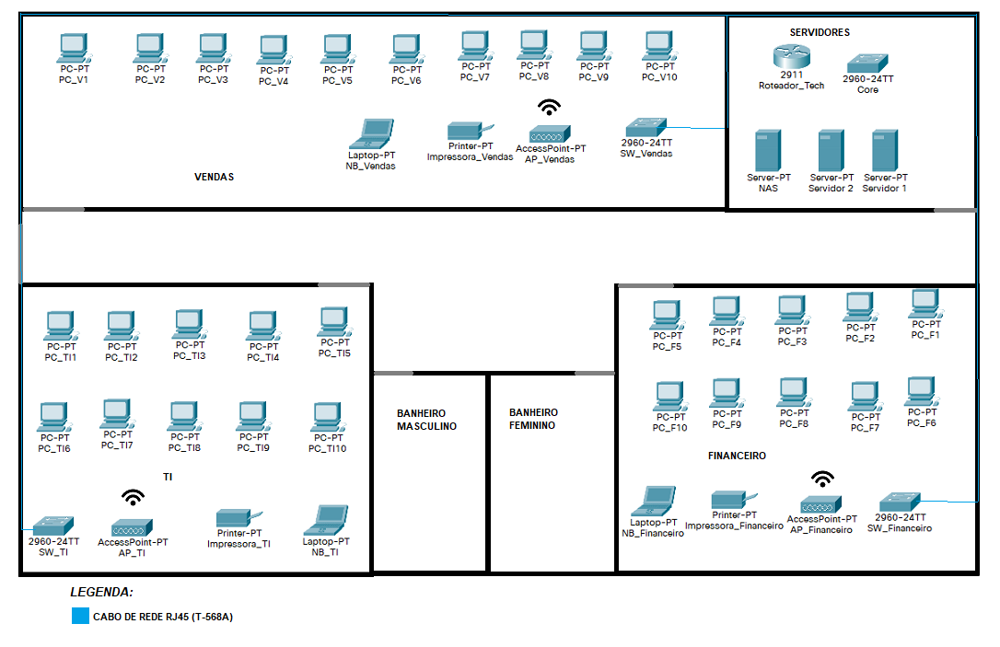 SERVIDORES
PC-PT
PC_V1
PC-PT
PC_V2
PC-PT
PC_V3
PC-PT
PC_V4
PC-PT
PC_V5
PC-PT
PC_V6
PC-PT
PC_V7
PC-PT
PC_V8
PC-PT
PC_V9
PC-PT
PC_V10
2911
Roteador_Tech
2960-24TT
Core
Laptop-PT
NB_Vendas
Printer-PT
Impressora_Vendas
AccessPoint-PT
AP_Vendas
2960-24TT
SW_Vendas
VENDAS
Server-PT
NAS
Server-PT
Servidor 2
Server-PT
Servidor 1
PC-PT
PC_TI1
PC-PT
PC_TI2
PC-PT
PC_TI3
PC-PT
PC_TI4
PC-PT
PC_TI5
PC-PT
PC_TI6
PC-PT
PC_TI7
PC-PT
PC_TI8
PC-PT
PC_TI9
PC-PT
PC_TI10
TI
2960-24TT
SW_TI
AccessPoint-PT
AP_TI
Printer-PT
Impressora_TI
Laptop-PT
NB_TI
BANHEIRO
MASCULINO
BANHEIRO
FEMININO
PC-PT
PC_F5
PC-PT
PC_F4
PC-PT
PC_F3
PC-PT
PC_F2
PC-PT
PC_F1
PC-PT
PC_F10
PC-PT
PC_F9
PC-PT
PC_F8
PC-PT
PC_F7
PC-PT
PC_F6
FINANCEIRO
Laptop-PT
NB_Financeiro
Printer-PT
Impressora_Financeiro
AccessPoint-PT
AP_Financeiro
2960-24TT
SW_Financeiro
LEGENDA:
CABO DE REDE RJ45 (T-568A)